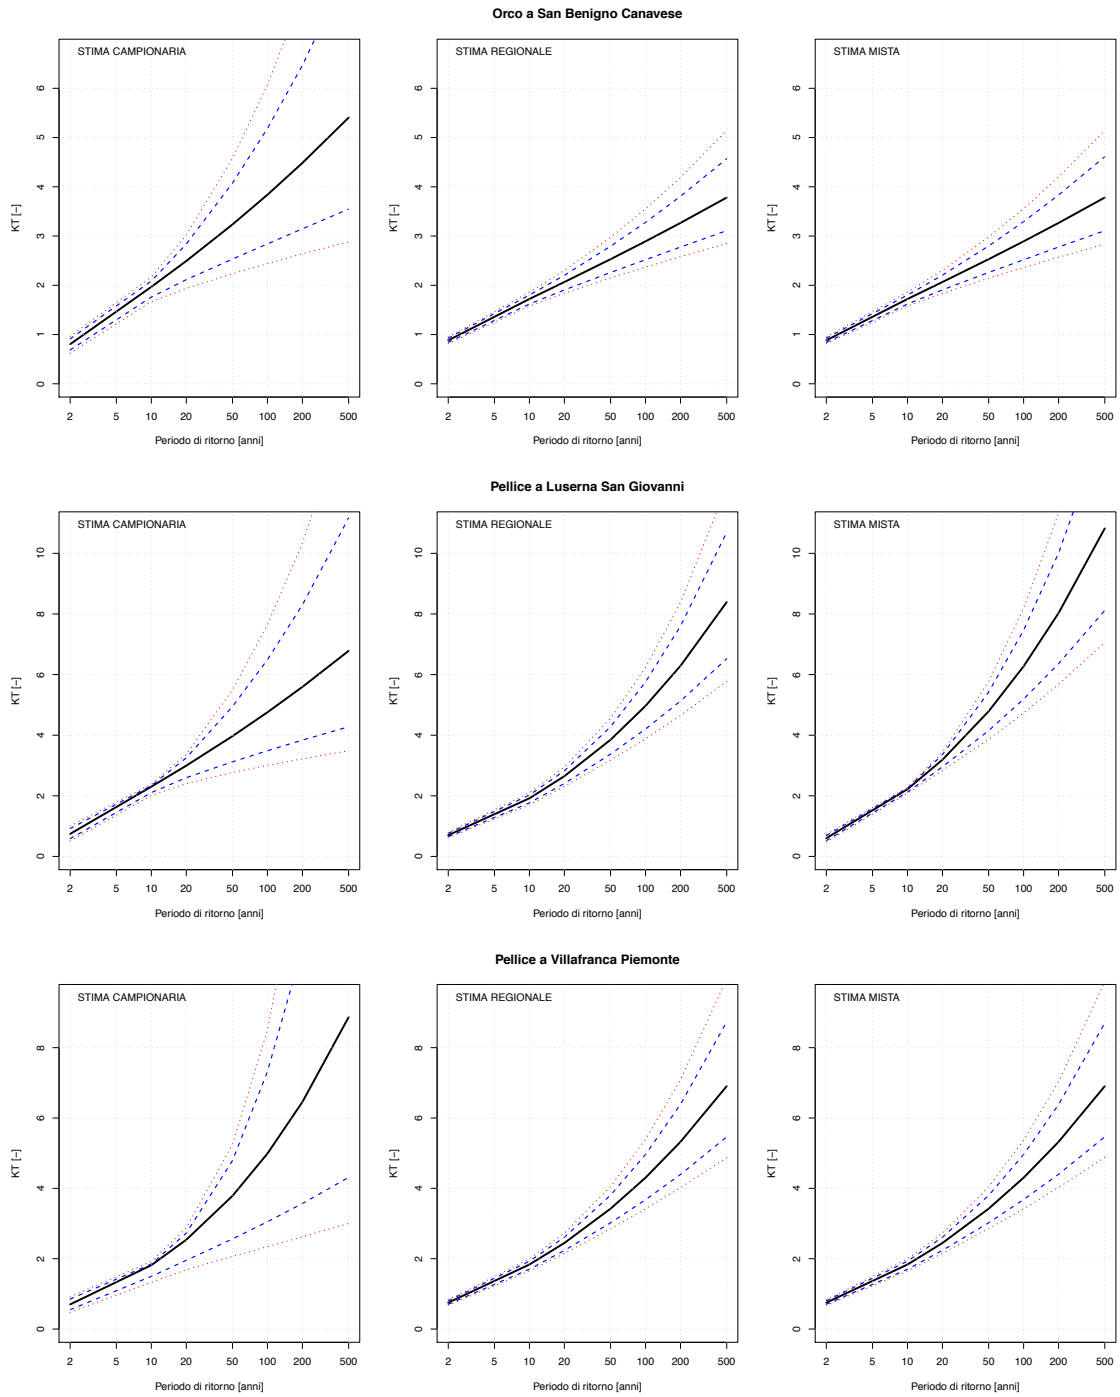 Orco a San Benigno Canavese
STIMA CAMPIONARIA
KT [−]
0 1 2 3 4 5 6
2 5 10 20 50 100 200 500
Periodo di ritorno [anni]
STIMA REGIONALE
KT [−]
0 1 2 3 4 5 6
2 5 10 20 50 100 200 500
Periodo di ritorno [anni]
STIMA MISTA
KT [−]
0 1 2 3 4 5 6
2 5 10 20 50 100 200 500
Periodo di ritorno [anni]
Pellice a Luserna San Giovanni
STIMA CAMPIONARIA
KT [−]
0 2 4 6 8 10
2 5 10 20 50 100 200 500
Periodo di ritorno [anni]
STIMA REGIONALE
KT [−]
0 2 4 6 8 10
2 5 10 20 50 100 200 500
Periodo di ritorno [anni]
STIMA MISTA
KT [−]
0 2 4 6 8 10
2 5 10 20 50 100 200 500
Periodo di ritorno [anni]
Pellice a Villafranca Piemonte
STIMA CAMPIONARIA
KT [−]
0 2 4 6 8
2 5 10 20 50 100 200 500
Periodo di ritorno [anni]
STIMA REGIONALE
KT [−]
0 2 4 6 8
2 5 10 20 50 100 200 500
Periodo di ritorno [anni]
STIMA MISTA
KT [−]
0 2 4 6 8
2 5 10 20 50 100 200 500
Periodo di ritorno [anni]